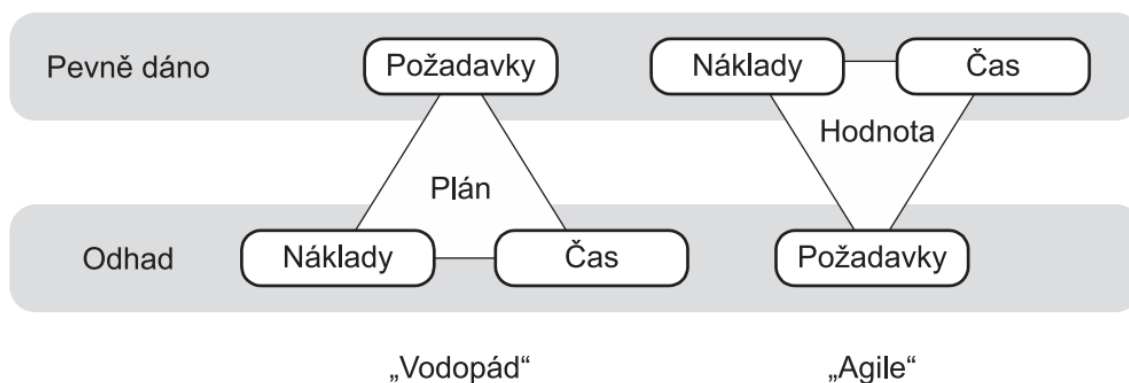 Pevně dáno Požadavky Náklady Čas
Hodnota
Plán
Odhad Náklady Čas Požadavky
„Vodopád“ „Agile“